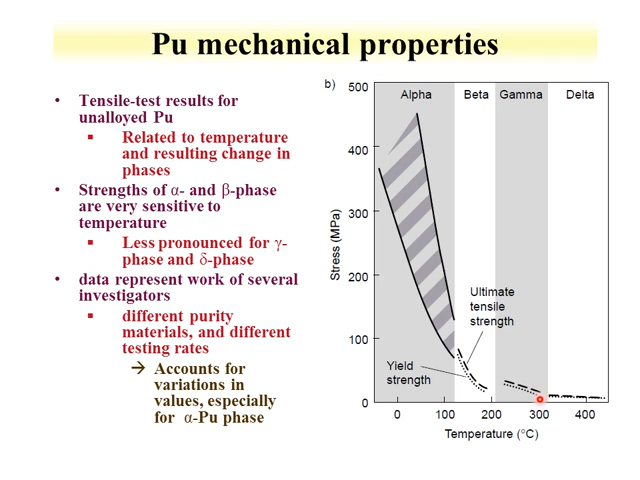 Pu mechanical properties
• Tensile-test results for
unalloyed Pu
▪ Related to temperature
and resulting change in
phases
• Strengths of α- and β-phase
are very sensitive to
temperature
▪ Less pronounced for γ-
phase and δ-phase
• data represent work of several
investigators
▪ different purity
materials, and different
testing rates
→ Accounts for
variations in
values, especially
for α-Pu phase
b)
Alpha Beta Gamma Delta
500
400
300
200
100
0
Stress (MPa)
Ultimate
tensile
strength
Yield
strength
0 100 200 300 400
Temperature (°C)